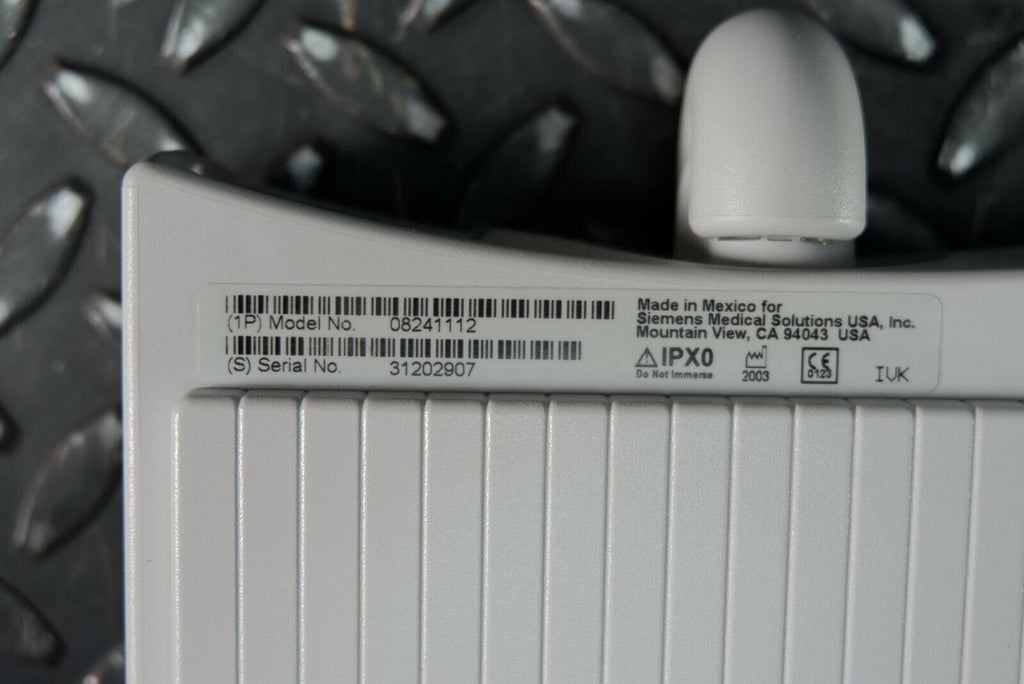 (1P) Model No. 08241112
(S) Serial No. 31202907
Made in Mexico for
Siemens Medical Solutions USA, Inc.
Mountain View, CA 94043 USA
IPX0
Do Not Immerse
2003
CE
0123
IVK